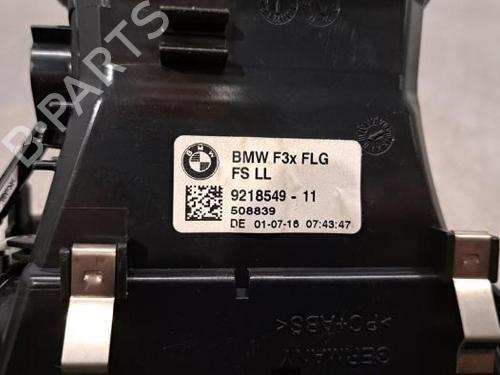 B-PARTS
BMW
BMW F3x FLG
FS LL
9218549 - 11
508839
DE 01-07-16 07:43:47
>PC+ABS<
GERMANY